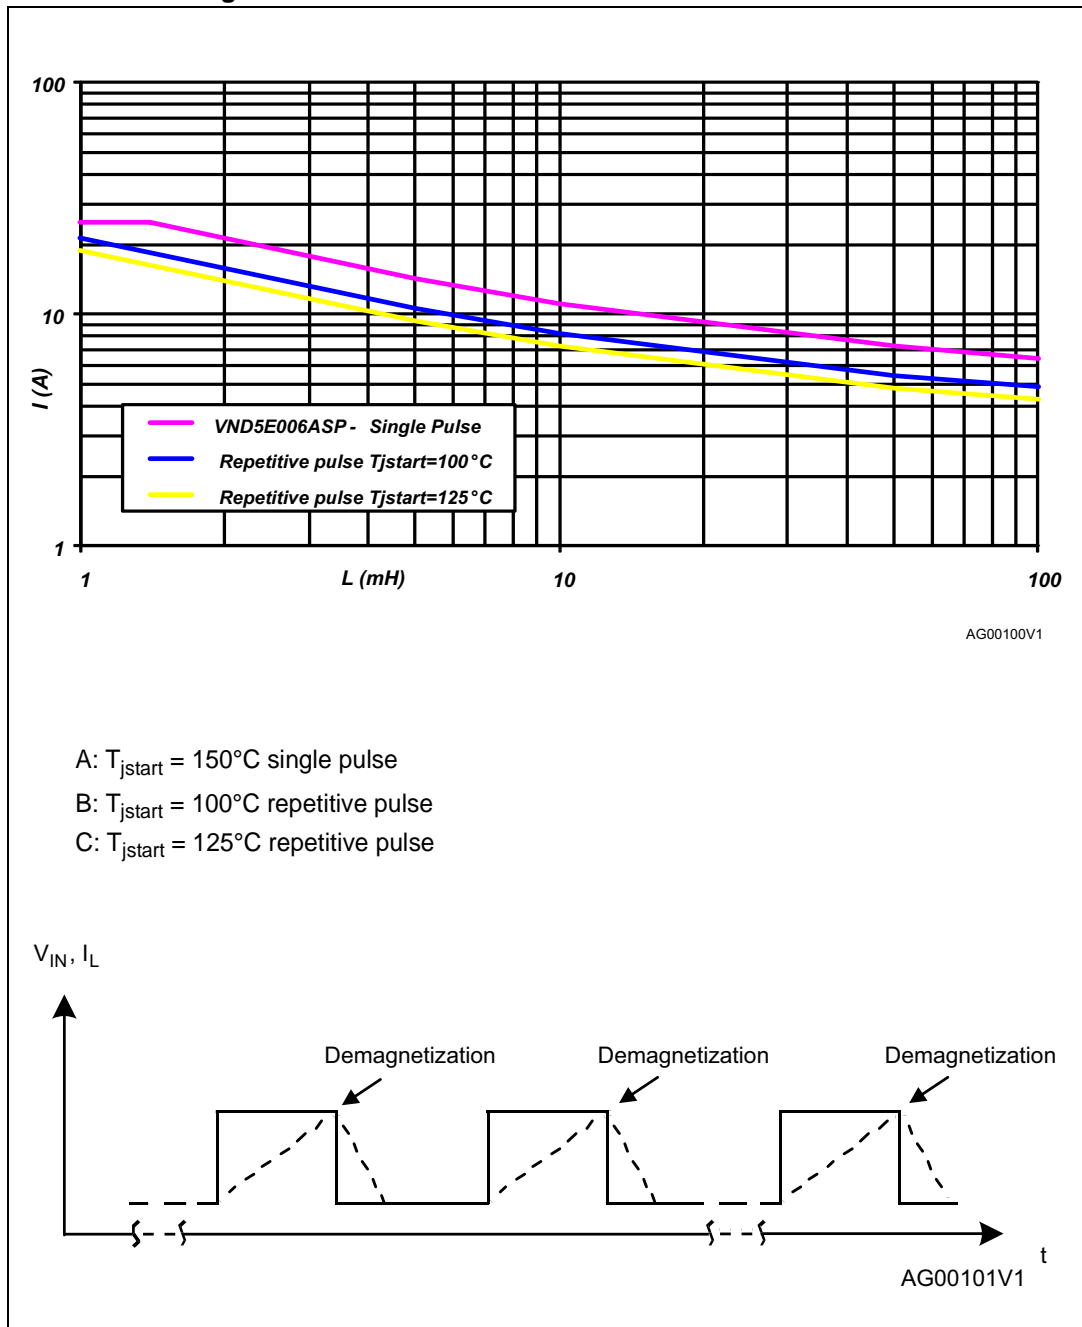 100
10
1
I (A)
VND5E006ASP - Single Pulse
Repetitive pulse Tjstart=100°C
Repetitive pulse Tjstart=125°C
1 L (mH) 10 100
AG00100V1
A: Tjstart = 150°C single pulse
B: Tjstart = 100°C repetitive pulse
C: Tjstart = 125°C repetitive pulse
VIN, IL
Demagnetization Demagnetization Demagnetization
t
AG00101V1